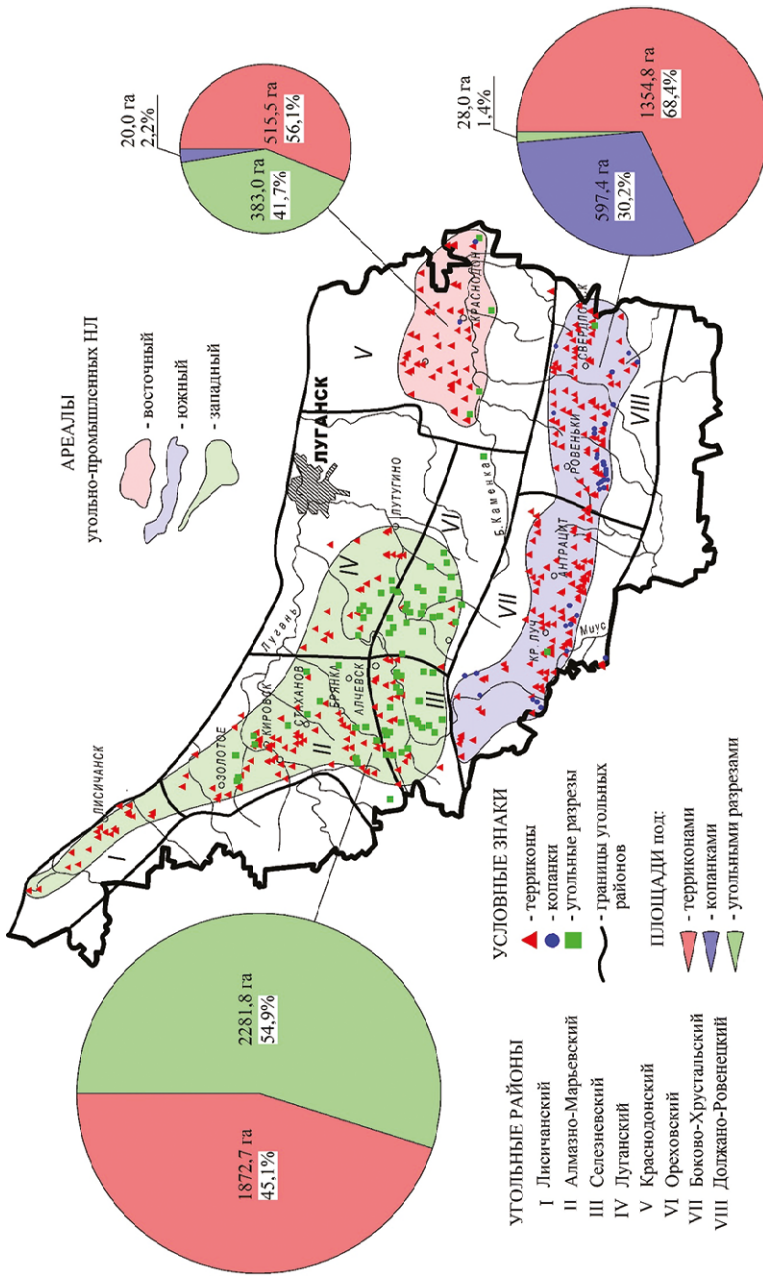 АРЕАЛЫ
угольно-промышленных НЛ
- восточный
- южный
- западный
20,0 га
2,2%
515,5 га
56,1%
383,0 га
41,7%
28,0 га
1,4%
1354,8 га
68,4%
597,4 га
30,2%
1872,7 га
45,1%
2281,8 га
54,9%
ЛИСИЧАНСК
I
ЗОЛОТОЕ
Лугань
КИРОВСК
СТАХАНОВ
БРЯНКА
АЛЧЕВСК
II
III
IV
ЛУГАНСК
ЛУТУГИНО
VI
V
КРАСНОДОН
Б.Каменка
VII
КР.ЛУЧ
АНТРАЦИТ
Миус
РОВЕНЬКИ
СВЕРДЛОВСК
VIII
УГОЛЬНЫЕ РАЙОНЫ
I Лисичанский
II Алмазно-Марьевский
III Селезневский
IV Луганский
V Краснодонский
VI Ореховский
VII Боково-Хрустальский
VIII Должано-Ровенецкий
УСЛОВНЫЕ ЗНАКИ
- терриконы
- копанки
- угольные разрезы
- границы угольных
районов
ПЛОЩАДИ под:
- терриконами
- копанками
- угольными разрезами